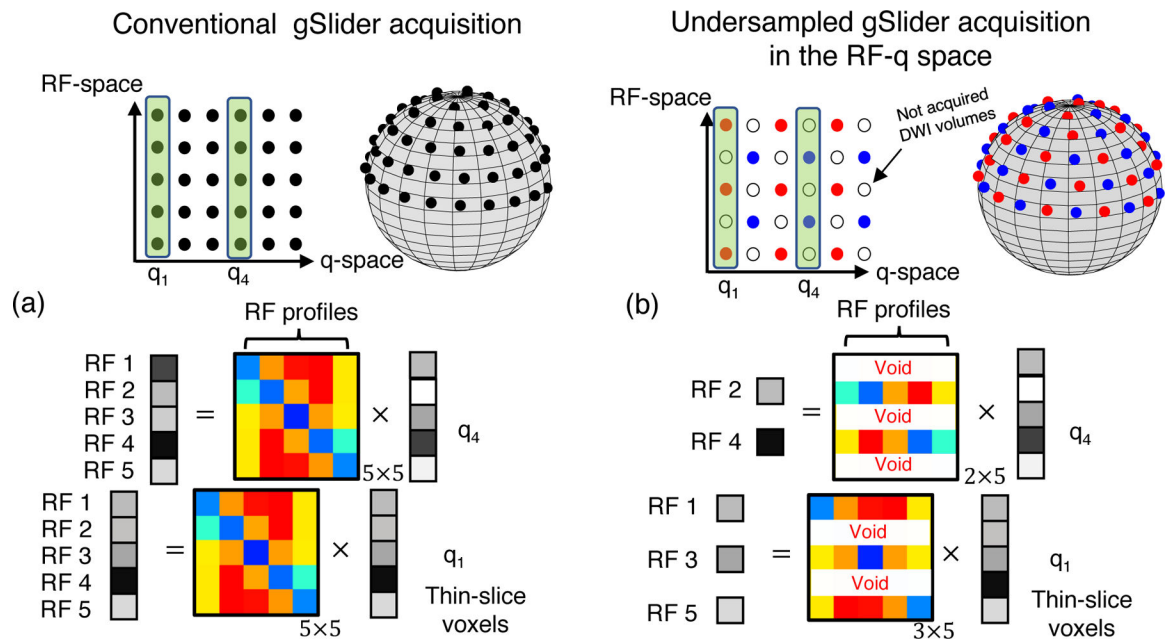 Conventional gSlider acquisition
RF-space
q-space
q1
q4
(a)
RF profiles
RF 1
RF 2
RF 3
RF 4
RF 5
=
×
5×5
q4
RF 1
RF 2
RF 3
RF 4
RF 5
=
×
5×5
q1
Thin-slice
voxels
Undersampled gSlider acquisition
in the RF-q space
RF-space
Not acquired
DWI volumes
q-space
q1
q4
(b)
RF profiles
RF 2
RF 4
=
Void
Void
Void
×
2×5
q4
RF 1
RF 3
RF 5
=
Void
Void
×
3×5
q1
Thin-slice
voxels